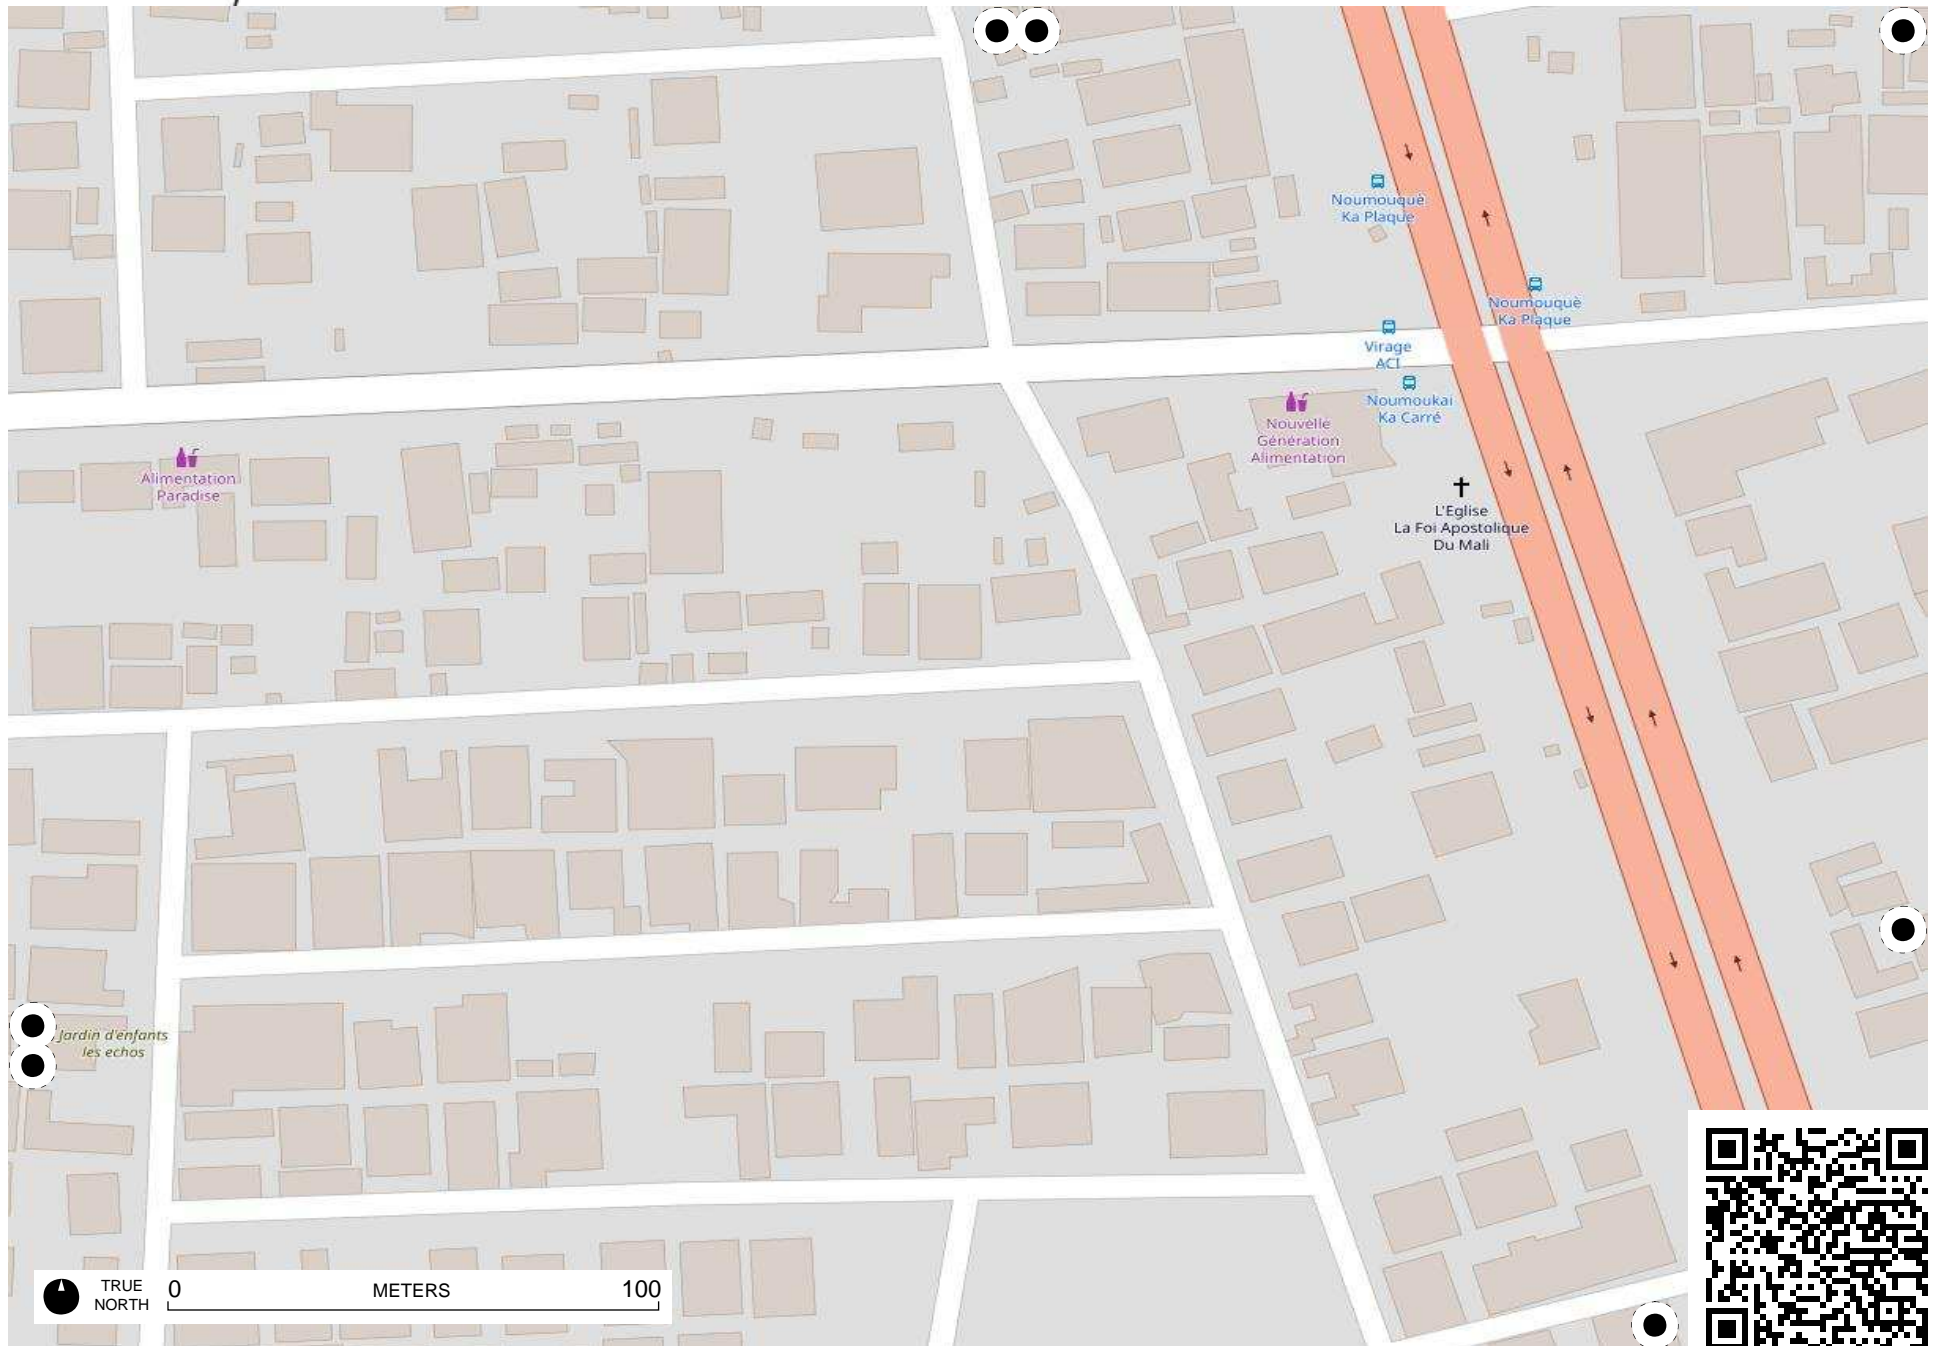 Noumouquè
Ka Plaque
Noumouquè
Ka Plaque
Virage
ACI
Noumoukai
Ka Carré
Nouvelle
Génération
Alimentation
Alimentation
Paradise
L'Eglise
La Foi Apostolique
Du Mali
Jardin d'enfants
les echos
TRUE
NORTH
0 METERS 100